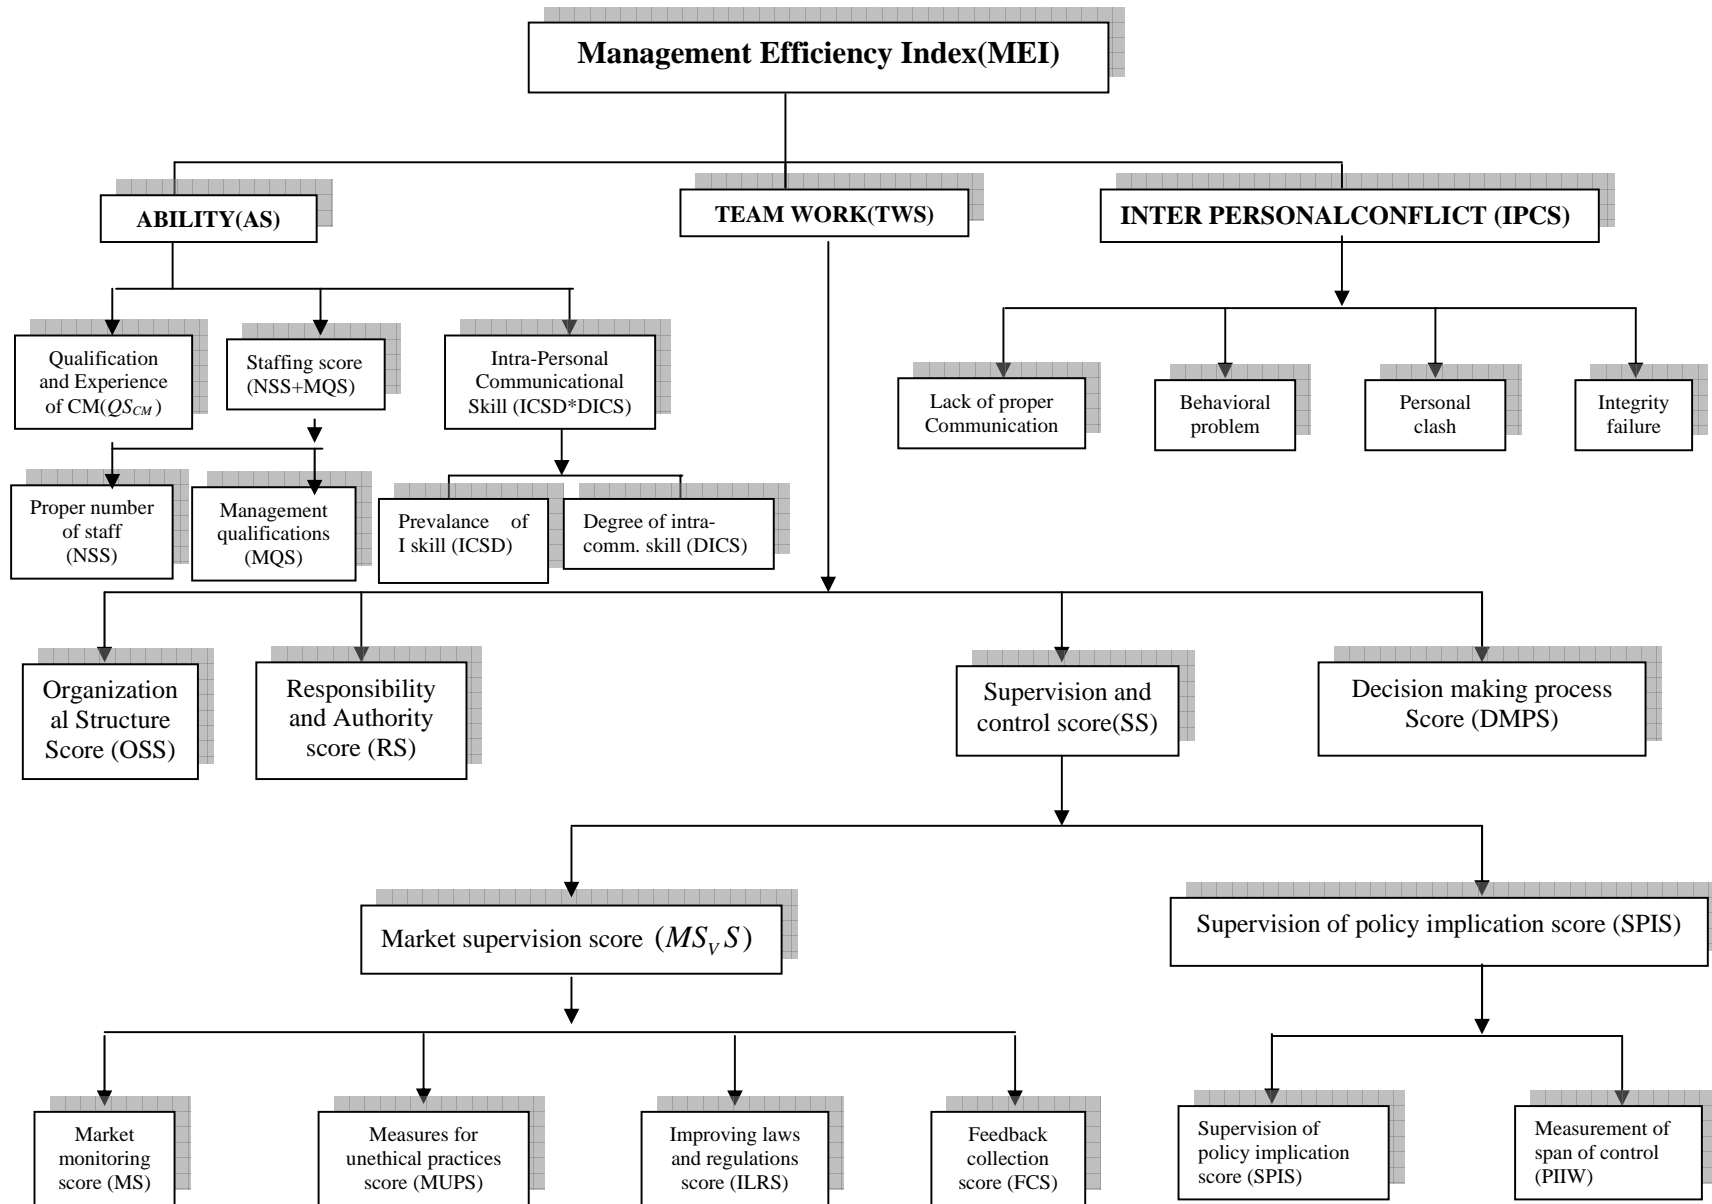 Management Efficiency Index(MEI)
ABILITY(AS)
TEAM WORK(TWS)
INTER PERSONALCONFLICT (IPCS)
Qualification
and Experience
of CM(QS_CM)
Staffing score
(NSS+MQS)
Intra-Personal
Communicational
Skill (ICSD*DICS)
Lack of proper
Communication
Behavioral
problem
Personal
clash
Integrity
failure
Proper number
of staff
(NSS)
Management
qualifications
(MQS)
Prevalance of
I skill (ICSD)
Degree of intra-
comm. skill (DICS)
Organization
al Structure
Score (OSS)
Responsibility
and Authority
score (RS)
Supervision and
control score(SS)
Decision making process
Score (DMPS)
Market supervision score (MS_V S)
Supervision of policy implication score (SPIS)
Market
monitoring
score (MS)
Measures for
unethical practices
score (MUPS)
Improving laws
and regulations
score (ILRS)
Feedback
collection
score (FCS)
Supervision of
policy implication
score (SPIS)
Measurement of
span of control
(PIIW)